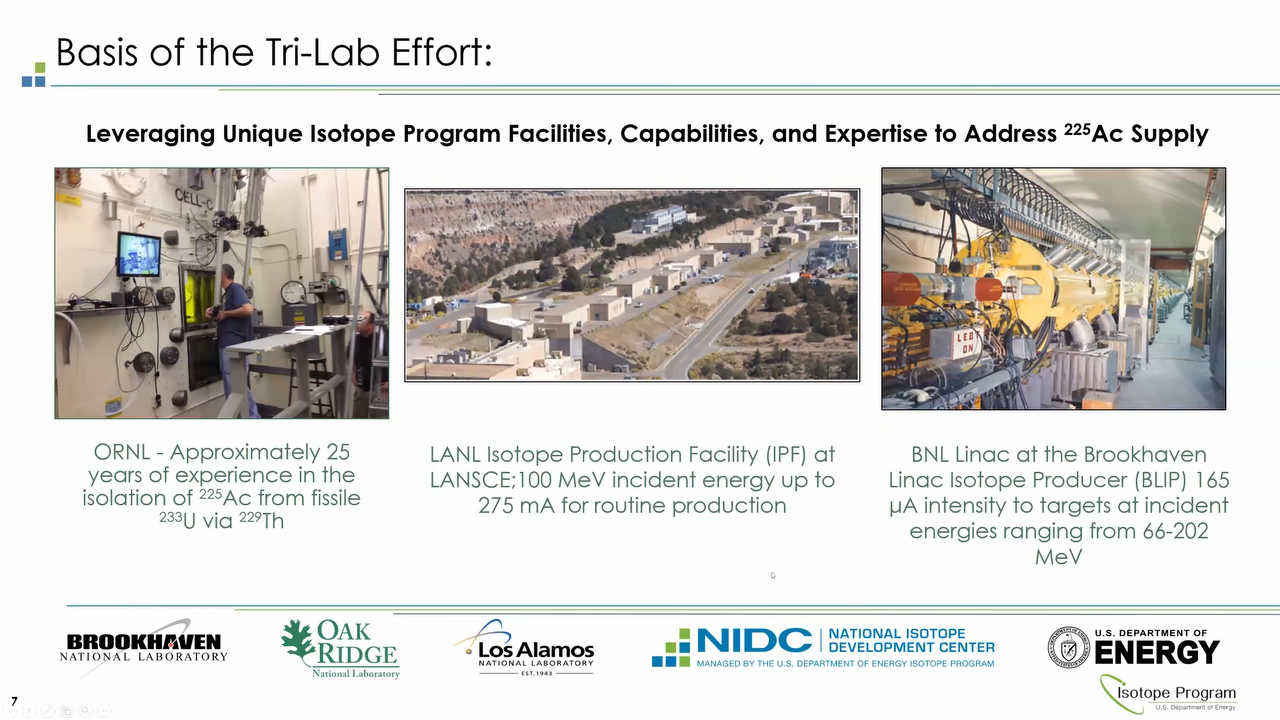 Basis of the Tri-Lab Effort:
Leveraging Unique Isotope Program Facilities, Capabilities, and Expertise to Address ²²⁵Ac Supply
CELL-C
LEB
ON
ORNL - Approximately 25
years of experience in the
isolation of ²²⁵Ac from fissile
²³³U via ²²⁹Th
LANL Isotope Production Facility (IPF) at
LANSCE;100 MeV incident energy up to
275 mA for routine production
BNL Linac at the Brookhaven
Linac Isotope Producer (BLIP) 165
µA intensity to targets at incident
energies ranging from 66-202
MeV
BROOKHAVEN
NATIONAL LABORATORY
OAK
RIDGE
National Laboratory
Los Alamos
NATIONAL LABORATORY
EST.1943
NIDC
NATIONAL ISOTOPE
DEVELOPMENT CENTER
MANAGED BY THE U.S. DEPARTMENT OF ENERGY ISOTOPE PROGRAM
U.S. DEPARTMENT OF
ENERGY
Isotope Program
U.S. Department of Energy
7